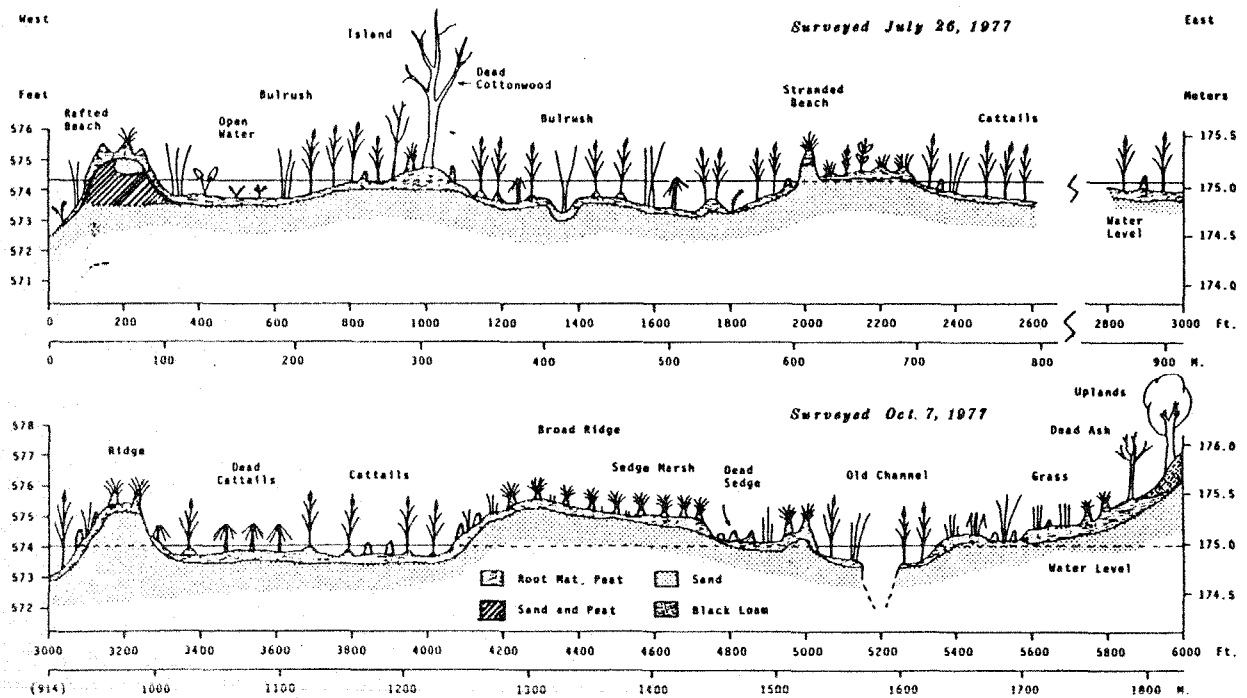 West
Surveyed July 26, 1977
East
Island
Dead
Cottonwood
Feet
Rafted
Beach
Open
Water
Bulrush
Bulrush
Stranded
Beach
Cattails
Meters
576
575
574
573
572
571
175.5
175.0
174.5
174.0
Water
Level
0 200 400 600 800 1000 1200 1400 1600 1800 2000 2200 2400 2600 2800 3000 Ft.
0 100 200 300 400 500 600 700 800 900 M.
Uplands
Surveyed Oct. 7, 1977
Broad Ridge
Dead Ash
Ridge
Dead
Cattails
Cattails
Sedge Marsh
Dead
Sedge
Old Channel
Grass
578
577
576
575
574
573
572
176.0
175.5
175.0
174.5
Water Level
Root Mat, Peat
Sand
Sand and Peat
Black Loam
3000 3200 3400 3600 3800 4000 4200 4400 4600 4800 5000 5200 5400 5600 5800 6000 Ft.
(914) 1000 1100 1200 1300 1400 1500 1600 1700 1800 M.